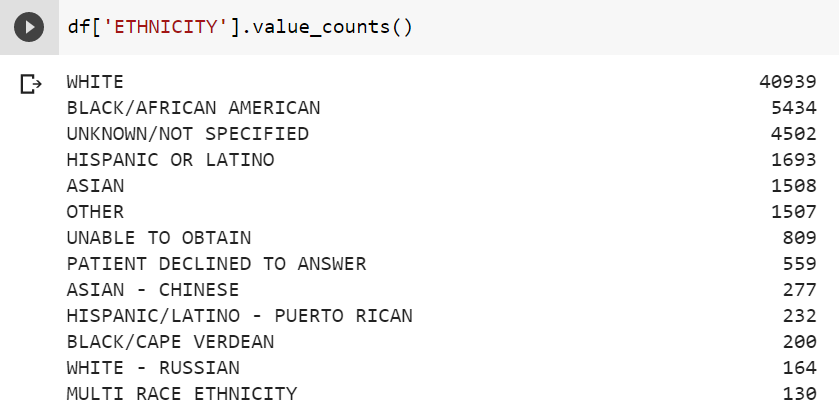 df['ETHNICITY'].value_counts()
WHITE 40939
BLACK/AFRICAN AMERICAN 5434
UNKNOWN/NOT SPECIFIED 4502
HISPANIC OR LATINO 1693
ASIAN 1508
OTHER 1507
UNABLE TO OBTAIN 809
PATIENT DECLINED TO ANSWER 559
ASIAN - CHINESE 277
HISPANIC/LATINO - PUERTO RICAN 232
BLACK/CAPE VERDEAN 200
WHITE - RUSSIAN 164
MULTI RACE ETHNICITY 130